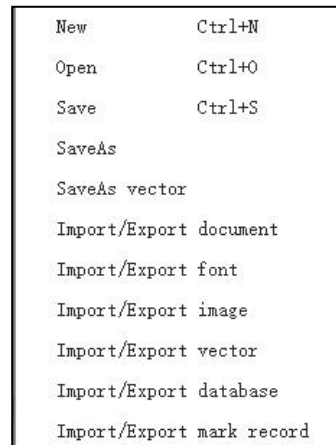 New Ctrl+N
Open Ctrl+O
Save Ctrl+S
SaveAs
SaveAs vector
Import/Export document
Import/Export font
Import/Export image
Import/Export vector
Import/Export database
Import/Export mark record